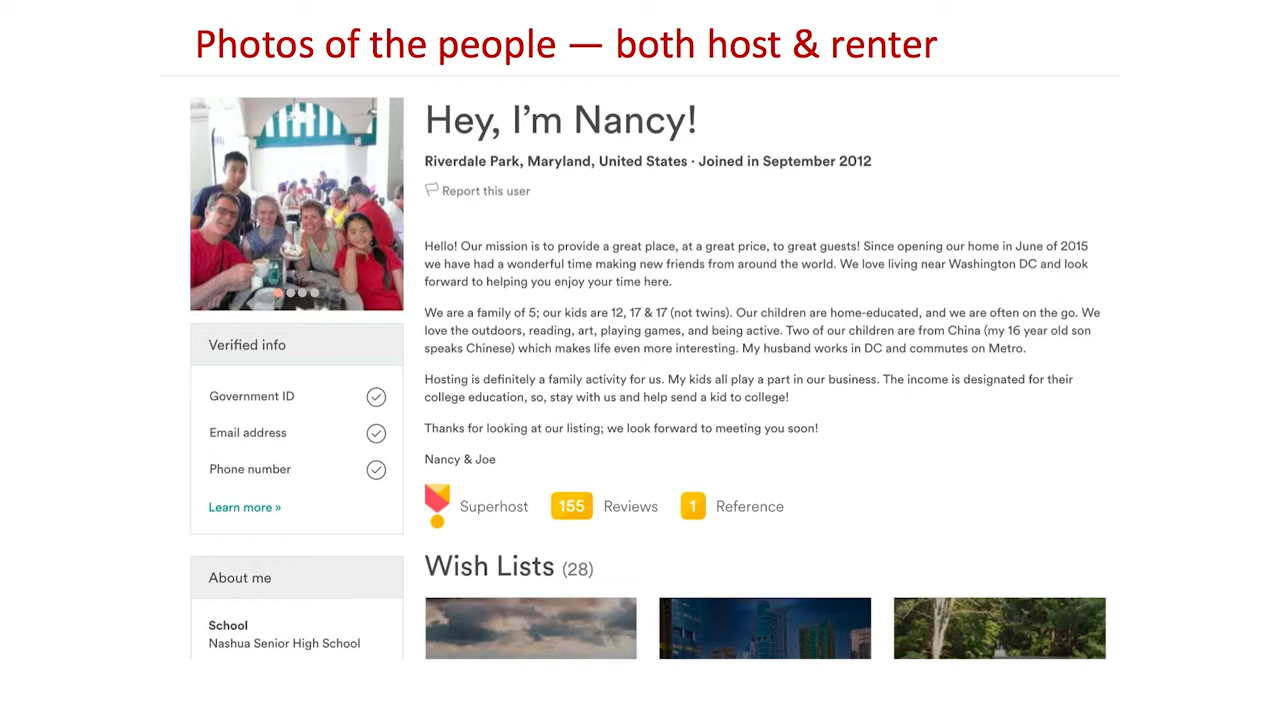 Photos of the people — both host & renter
Hey, I'm Nancy!
Riverdale Park, Maryland, United States · Joined in September 2012
Report this user
Hello! Our mission is to provide a great place, at a great price, to great guests! Since opening our home in June of 2015
we have had a wonderful time making new friends from around the world. We love living near Washington DC and look
forward to helping you enjoy your time here.
We are a family of 5; our kids are 12, 17 & 17 (not twins). Our children are home-educated, and we are often on the go. We
love the outdoors, reading, art, playing games, and being active. Two of our children are from China (my 16 year old son
speaks Chinese) which makes life even more interesting. My husband works in DC and commutes on Metro.
Hosting is definitely a family activity for us. My kids all play a part in our business. The income is designated for their
college education, so, stay with us and help send a kid to college!
Thanks for looking at our listing; we look forward to meeting you soon!
Nancy & Joe
Superhost 155 Reviews 1 Reference
Wish Lists (28)
Verified info
Government ID
Email address
Phone number
Learn more »
About me
School
Nashua Senior High School